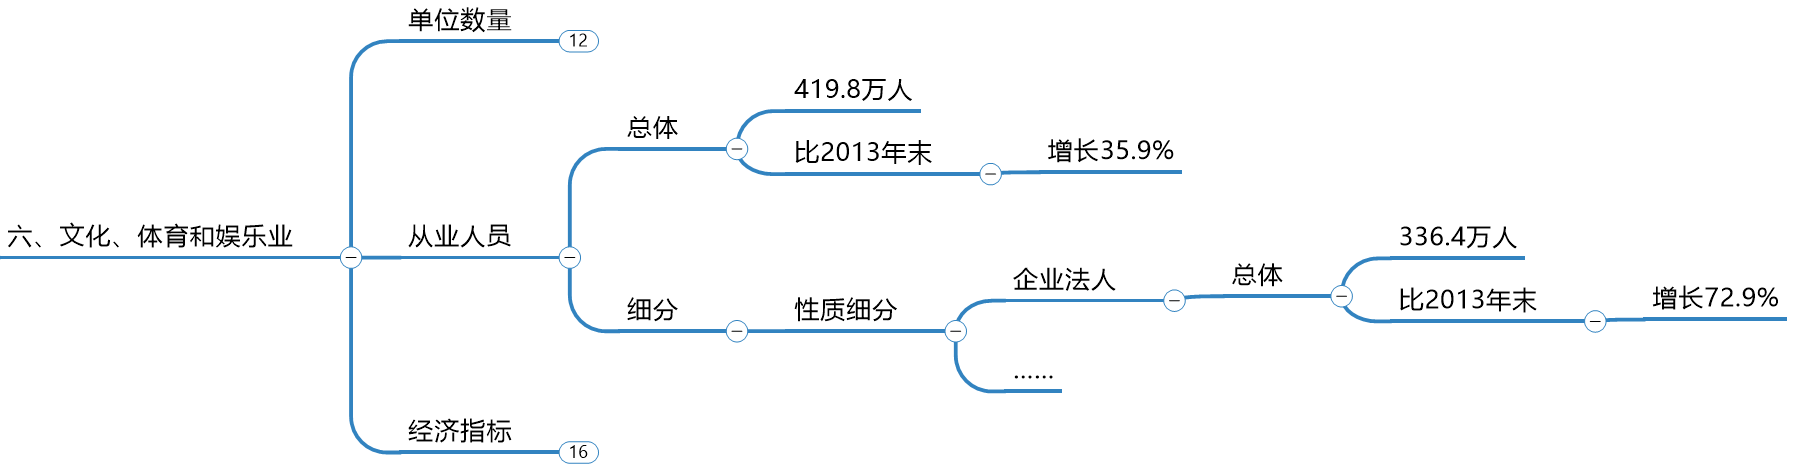 单位数量
12
419.8万人
总体
比2013年末
增长35.9%
六、文化、体育和娱乐业
从业人员
336.4万人
企业法人
总体
细分
性质细分
比2013年末
增长72.9%
……
经济指标
16